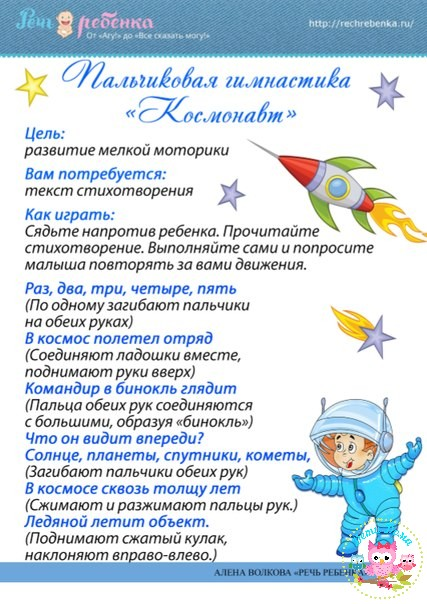 Речь ребенка
От «Агу!» до «Все сказать могу!»
http://rechrebenka.ru/
Пальчиковая гимнастика
«Космонавт»
Цель:
развитие мелкой моторики
Вам потребуется:
текст стихотворения
Как играть:
Сядьте напротив ребенка. Прочитайте
стихотворение. Выполняйте сами и попросите
малыша повторять за вами движения.
Раз, два, три, четыре, пять
(По одному загибают пальчики
на обеих руках)
В космос полетел отряд
(Соединяют ладошки вместе,
поднимают руки вверх)
Командир в бинокль глядит
(Пальца обеих рук соединяются
с большими, образуя «бинокль»)
Что он видит впереди?
Солнце, планеты, спутники, кометы,
(Загибают пальчики обеих рук)
В космосе сквозь толщу лет
(Сжимают и разжимают пальцы рук.)
Ледяной летит объект.
(Поднимают сжатый кулак,
наклоняют вправо-влево.)
АЛЕНА ВОЛКОВА «РЕЧЬ РЕБЕНКА»